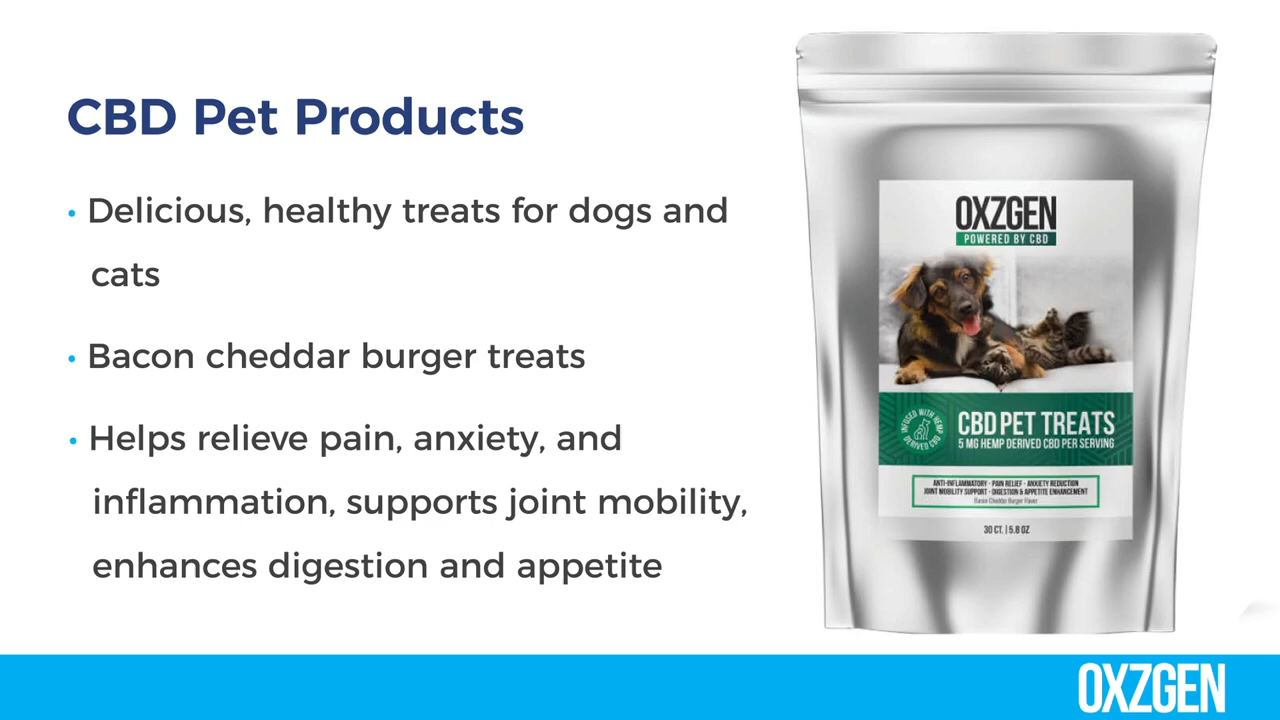 CBD Pet Products
• Delicious, healthy treats for dogs and
cats
• Bacon cheddar burger treats
• Helps relieve pain, anxiety, and
inflammation, supports joint mobility,
enhances digestion and appetite
OXZGEN
POWERED BY CBD
INFUSED WITH HEMP
DERIVED CBD
CBD PET TREATS
5 MG HEMP DERIVED CBD PER SERVING
ANTI-INFLAMMATORY · PAIN RELIEF · ANXIETY REDUCTION
JOINT MOBILITY SUPPORT · DIGESTION & APPETITE ENHANCEMENT
Bacon Cheddar Burger Flavor
30 CT. | 5.8 OZ
OXZGEN